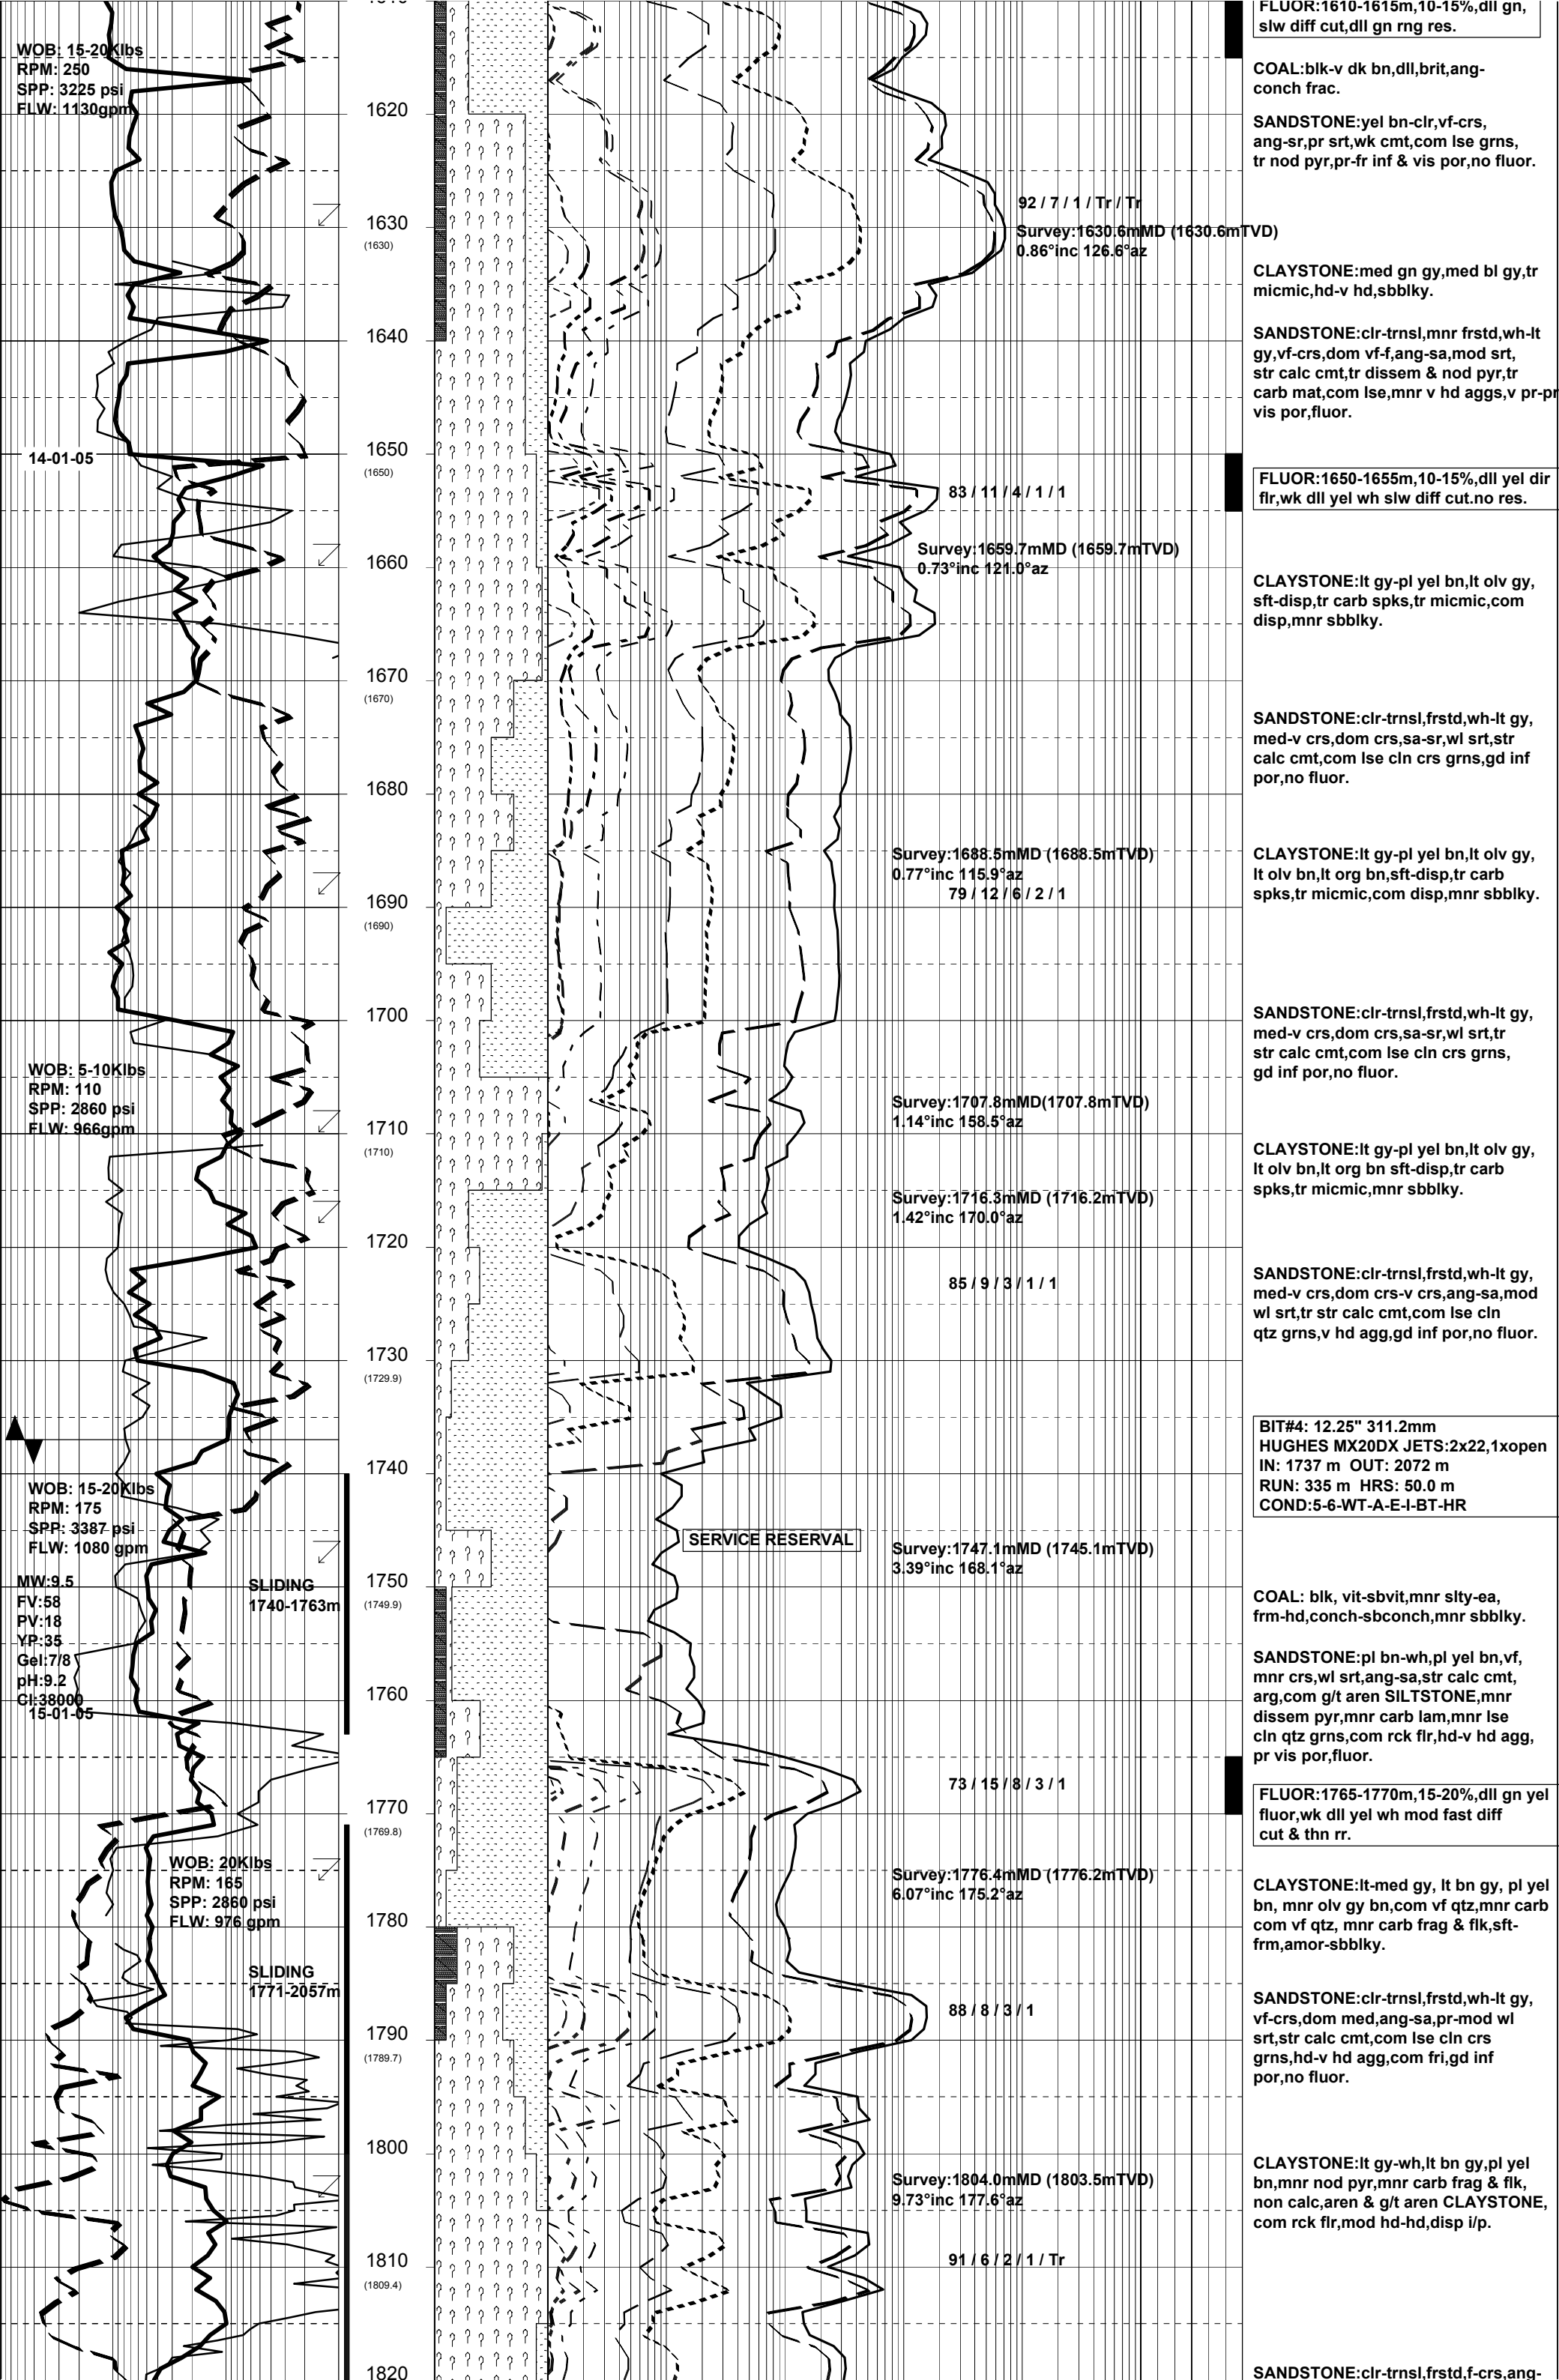 FLUOR:1610-1615m,10-15%,dll gn,
slw diff cut,dll gn rng res.
WOB: 15-20Klbs
RPM: 250
SPP: 3225 psi
FLW: 1130gpm
COAL:blk-v dk bn,dll,brit,ang-
conch frac.
1620
SANDSTONE:yel bn-clr,vf-crs,
ang-sr,pr srt,wk cmt,com lse grns,
tr nod pyr,pr-fr inf & vis por,no fluor.
92 / 7 / 1 / Tr / Tr
1630
(1630)
Survey:1630.6mMD (1630.6mTVD)
0.86°inc 126.6°az
CLAYSTONE:med gn gy,med bl gy,tr
micmic,hd-v hd,sbblky.
1640
SANDSTONE:clr-trnsl,mnr frstd,wh-lt
gy,vf-crs,dom vf-f,ang-sa,mod srt,
str calc cmt,tr dissem & nod pyr,tr
carb mat,com lse,mnr v hd aggs,v pr-pr
vis por,fluor.
14-01-05
1650
(1650)
83 / 11 / 4 / 1 / 1
FLUOR:1650-1655m,10-15%,dll yel dir
flr,wk dll yel wh slw diff cut.no res.
1660
Survey:1659.7mMD (1659.7mTVD)
0.73°inc 121.0°az
CLAYSTONE:lt gy-pl yel bn,lt olv gy,
sft-disp,tr carb spks,tr micmic,com
disp,mnr sbblky.
1670
(1670)
SANDSTONE:clr-trnsl,frstd,wh-lt gy,
med-v crs,dom crs,sa-sr,wl srt,str
calc cmt,com lse cln crs grns,gd inf
por,no fluor.
1680
Survey:1688.5mMD (1688.5mTVD)
0.77°inc 115.9°az
79 / 12 / 6 / 2 / 1
CLAYSTONE:lt gy-pl yel bn,lt olv gy,
lt olv bn,lt org bn,sft-disp,tr carb
spks,tr micmic,com disp,mnr sbblky.
1690
(1690)
1700
SANDSTONE:clr-trnsl,frstd,wh-lt gy,
med-v crs,dom crs,sa-sr,wl srt,tr
str calc cmt,com lse cln crs grns,
gd inf por,no fluor.
WOB: 5-10Klbs
RPM: 110
SPP: 2860 psi
FLW: 966gpm
1710
(1710)
Survey:1707.8mMD(1707.8mTVD)
1.14°inc 158.5°az
CLAYSTONE:lt gy-pl yel bn,lt olv gy,
lt olv bn,lt org bn sft-disp,tr carb
spks,tr micmic,mnr sbblky.
Survey:1716.3mMD (1716.2mTVD)
1.42°inc 170.0°az
1720
85 / 9 / 3 / 1 / 1
SANDSTONE:clr-trnsl,frstd,wh-lt gy,
med-v crs,dom crs-v crs,ang-sa,mod
wl srt,tr str calc cmt,com lse cln
qtz grns,v hd agg,gd inf por,no fluor.
1730
(1729.9)
BIT#4: 12.25" 311.2mm
HUGHES MX20DX JETS:2x22,1xopen
IN: 1737 m OUT: 2072 m
RUN: 335 m HRS: 50.0 m
COND:5-6-WT-A-E-I-BT-HR
1740
WOB: 15-20Klbs
RPM: 175
SPP: 3387 psi
FLW: 1080 gpm
SERVICE RESERVAL
Survey:1747.1mMD (1745.1mTVD)
3.39°inc 168.1°az
MW:9.5
FV:58
PV:18
YP:35
Gel:7/8
pH:9.2
Cl:38000
15-01-05
SLIDING
1740-1763m
1750
(1749.9)
COAL: blk, vit-sbvit,mnr slty-ea,
frm-hd,conch-sbconch,mnr sbblky.
1760
SANDSTONE:pl bn-wh,pl yel bn,vf,
mnr crs,wl srt,ang-sa,str calc cmt,
arg,com g/t aren SILTSTONE,mnr
dissem pyr,mnr carb lam,mnr lse
cln qtz grns,com rck flr,hd-v hd agg,
pr vis por,fluor.
73 / 15 / 8 / 3 / 1
1770
(1769.8)
FLUOR:1765-1770m,15-20%,dll gn yel
fluor,wk dll yel wh mod fast diff
cut & thn rr.
WOB: 20Klbs
RPM: 165
SPP: 2860 psi
FLW: 976 gpm
Survey:1776.4mMD (1776.2mTVD)
6.07°inc 175.2°az
1780
CLAYSTONE:lt-med gy, lt bn gy, pl yel
bn, mnr olv gy bn,com vf qtz,mnr carb
com vf qtz, mnr carb frag & flk,sft-
frm,amor-sbblky.
SLIDING
1771-2057m
88 / 8 / 3 / 1
1790
(1789.7)
SANDSTONE:clr-trnsl,frstd,wh-lt gy,
vf-crs,dom med,ang-sa,pr-mod wl
srt,str calc cmt,com lse cln crs
grns,hd-v hd agg,com fri,gd inf
por,no fluor.
1800
Survey:1804.0mMD (1803.5mTVD)
9.73°inc 177.6°az
CLAYSTONE:lt gy-wh,lt bn gy,pl yel
bn,mnr nod pyr,mnr carb frag & flk,
non calc,aren & g/t aren CLAYSTONE,
com rck flr,mod hd-hd,disp i/p.
91 / 6 / 2 / 1 / Tr
1810
(1809.4)
1820
SANDSTONE:clr-trnsl,frstd,f-crs,ang-